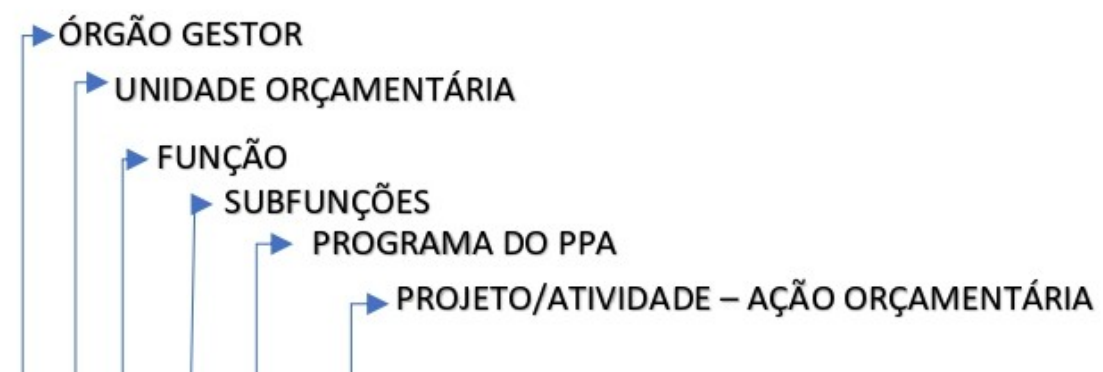 ÓRGÃO GESTOR
UNIDADE ORÇAMENTÁRIA
FUNÇÃO
SUBFUNÇÕES
PROGRAMA DO PPA
PROJETO/ATIVIDADE – AÇÃO ORÇAMENTÁRIA